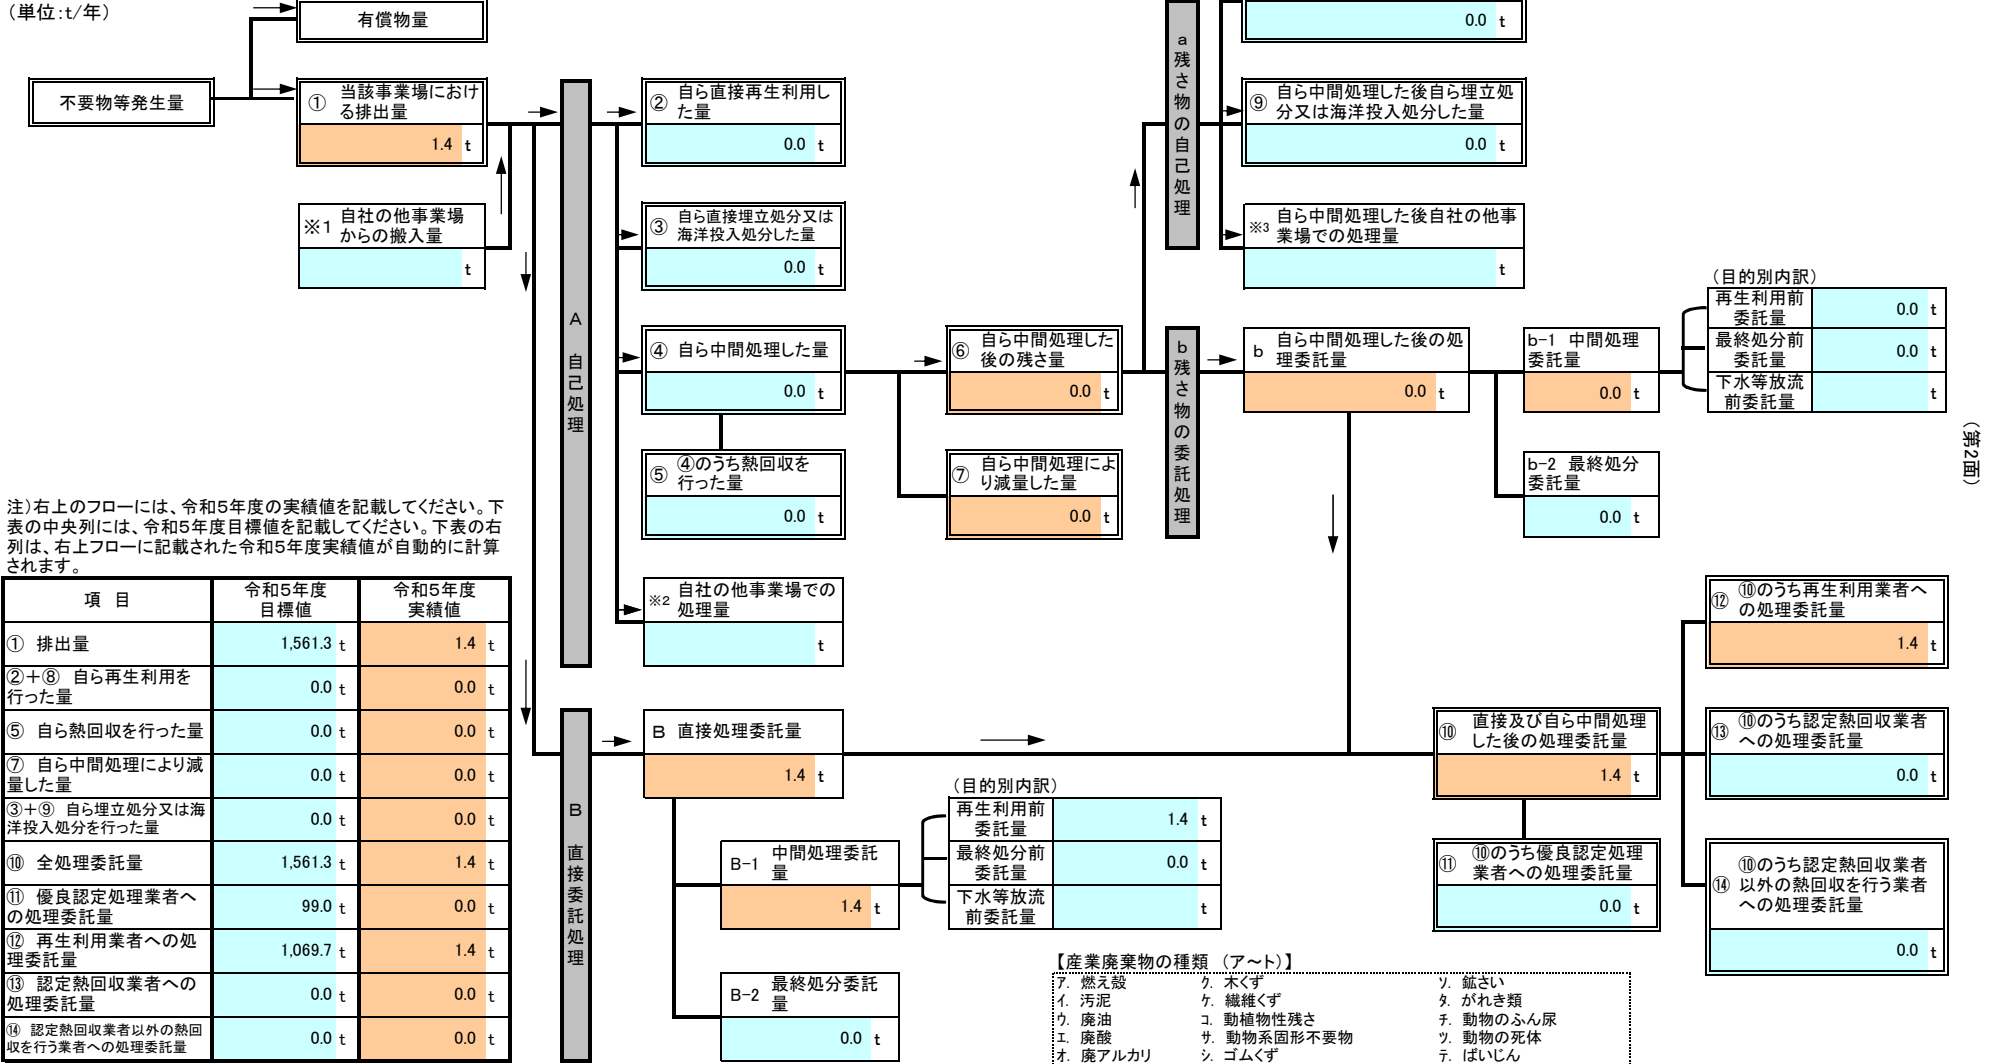 （単位:ｔ/年）
有償物量
不要物等発生量
① 当該事業場におけ
る排出量
1.4 ｔ
※1 自社の他事業場
からの搬入量
ｔ
A 自己処理
② 自ら直接再生利用し
た量
0.0 ｔ
③ 自ら直接埋立処分又は
海洋投入処分した量
0.0 ｔ
④ 自ら中間処理した量
0.0 ｔ
⑤ ④のうち熱回収を
行った量
0.0 ｔ
※2 自社の他事業場での
処理量
ｔ
⑥ 自ら中間処理した
後の残さ量
0.0 ｔ
⑦ 自ら中間処理によ
り減量した量
0.0 ｔ
a残さ物の自己処理
0.0 ｔ
⑨ 自ら中間処理した後自ら埋立処
分又は海洋投入処分した量
0.0 ｔ
※3 自ら中間処理した後自社の他事
業場での処理量
ｔ
b残さ物の委託処理
b 自ら中間処理した後の処
理委託量
0.0 ｔ
b-1 中間処理
委託量
0.0 ｔ
b-2 最終処分
委託量
0.0 ｔ
（目的別内訳）
再生利用前
委託量 0.0 ｔ
最終処分前
委託量 0.0 ｔ
下水等放流
前委託量 ｔ
（第2面）
注）右上のフローには、令和5年度の実績値を記載してください。下
表の中央列には、令和5年度目標値を記載してください。下表の右
列は、右上フローに記載された令和5年度実績値が自動的に計算
されます。
項 目 令和5年度
目標値 令和5年度
実績値
① 排出量 1,561.3 ｔ 1.4 ｔ
②＋⑧ 自ら再生利用を
行った量 0.0 ｔ 0.0 ｔ
⑤ 自ら熱回収を行った量 0.0 ｔ 0.0 ｔ
⑦ 自ら中間処理により減
量した量 0.0 ｔ 0.0 ｔ
③＋⑨ 自ら埋立処分又は海
洋投入処分を行った量 0.0 ｔ 0.0 ｔ
⑩ 全処理委託量 1,561.3 ｔ 1.4 ｔ
⑪ 優良認定処理業者へ
の処理委託量 99.0 ｔ 0.0 ｔ
⑫ 再生利用業者への処
理委託量 1,069.7 ｔ 1.4 ｔ
⑬ 認定熱回収業者への
処理委託量 0.0 ｔ 0.0 ｔ
⑭ 認定熱回収業者以外の熱回
収を行う業者への処理委託量 0.0 ｔ 0.0 ｔ
B 直接委託処理
B 直接処理委託量
1.4 ｔ
B-1 中間処理委託
量
1.4 ｔ
B-2 最終処分委託
量
0.0 ｔ
（目的別内訳）
再生利用前
委託量 1.4 ｔ
最終処分前
委託量 0.0 ｔ
下水等放流
前委託量 ｔ
⑩ 直接及び自ら中間処理
した後の処理委託量
1.4 ｔ
⑪ ⑩のうち優良認定処理
業者への処理委託量
0.0 ｔ
⑫ ⑩のうち再生利用業者へ
の処理委託量
1.4 ｔ
⑬ ⑩のうち認定熱回収業者
への処理委託量
0.0 ｔ
⑭ ⑩のうち認定熱回収業者
以外の熱回収を行う業者
への処理委託量
0.0 ｔ
【産業廃棄物の種類 （ア～ト）】
ア. 燃え殻 ク. 木くず ソ. 鉱さい
イ. 汚泥 ケ. 繊維くず タ. がれき類
ウ. 廃油 コ. 動植物性残さ チ. 動物のふん尿
エ. 廃酸 サ. 動物系固形不要物 ツ. 動物の死体
オ. 廃アルカリ シ. ゴムくず テ. ばいじん